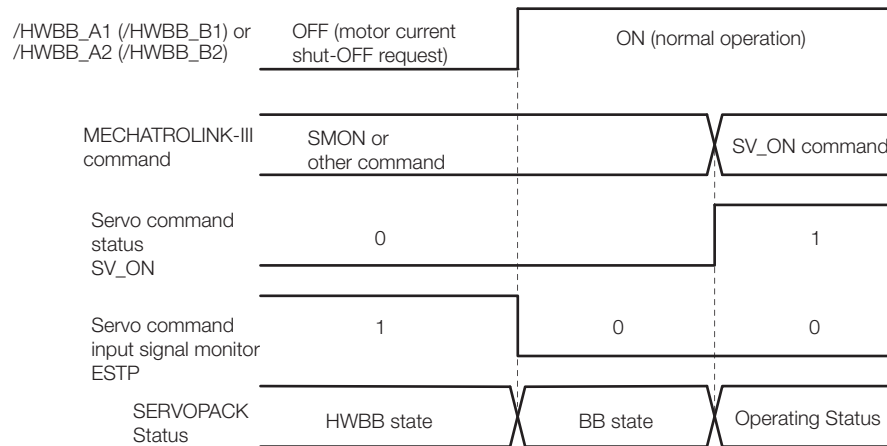 /HWBB_A1 (/HWBB_B1) or
/HWBB_A2 (/HWBB_B2)
OFF (motor current
shut-OFF request)
ON (normal operation)
MECHATROLINK-III
command
SMON or
other command
SV_ON command
Servo command
status
SV_ON
0
1
Servo command
input signal monitor
ESTP
1
0
0
SERVOPACK
Status
HWBB state
BB state
Operating Status